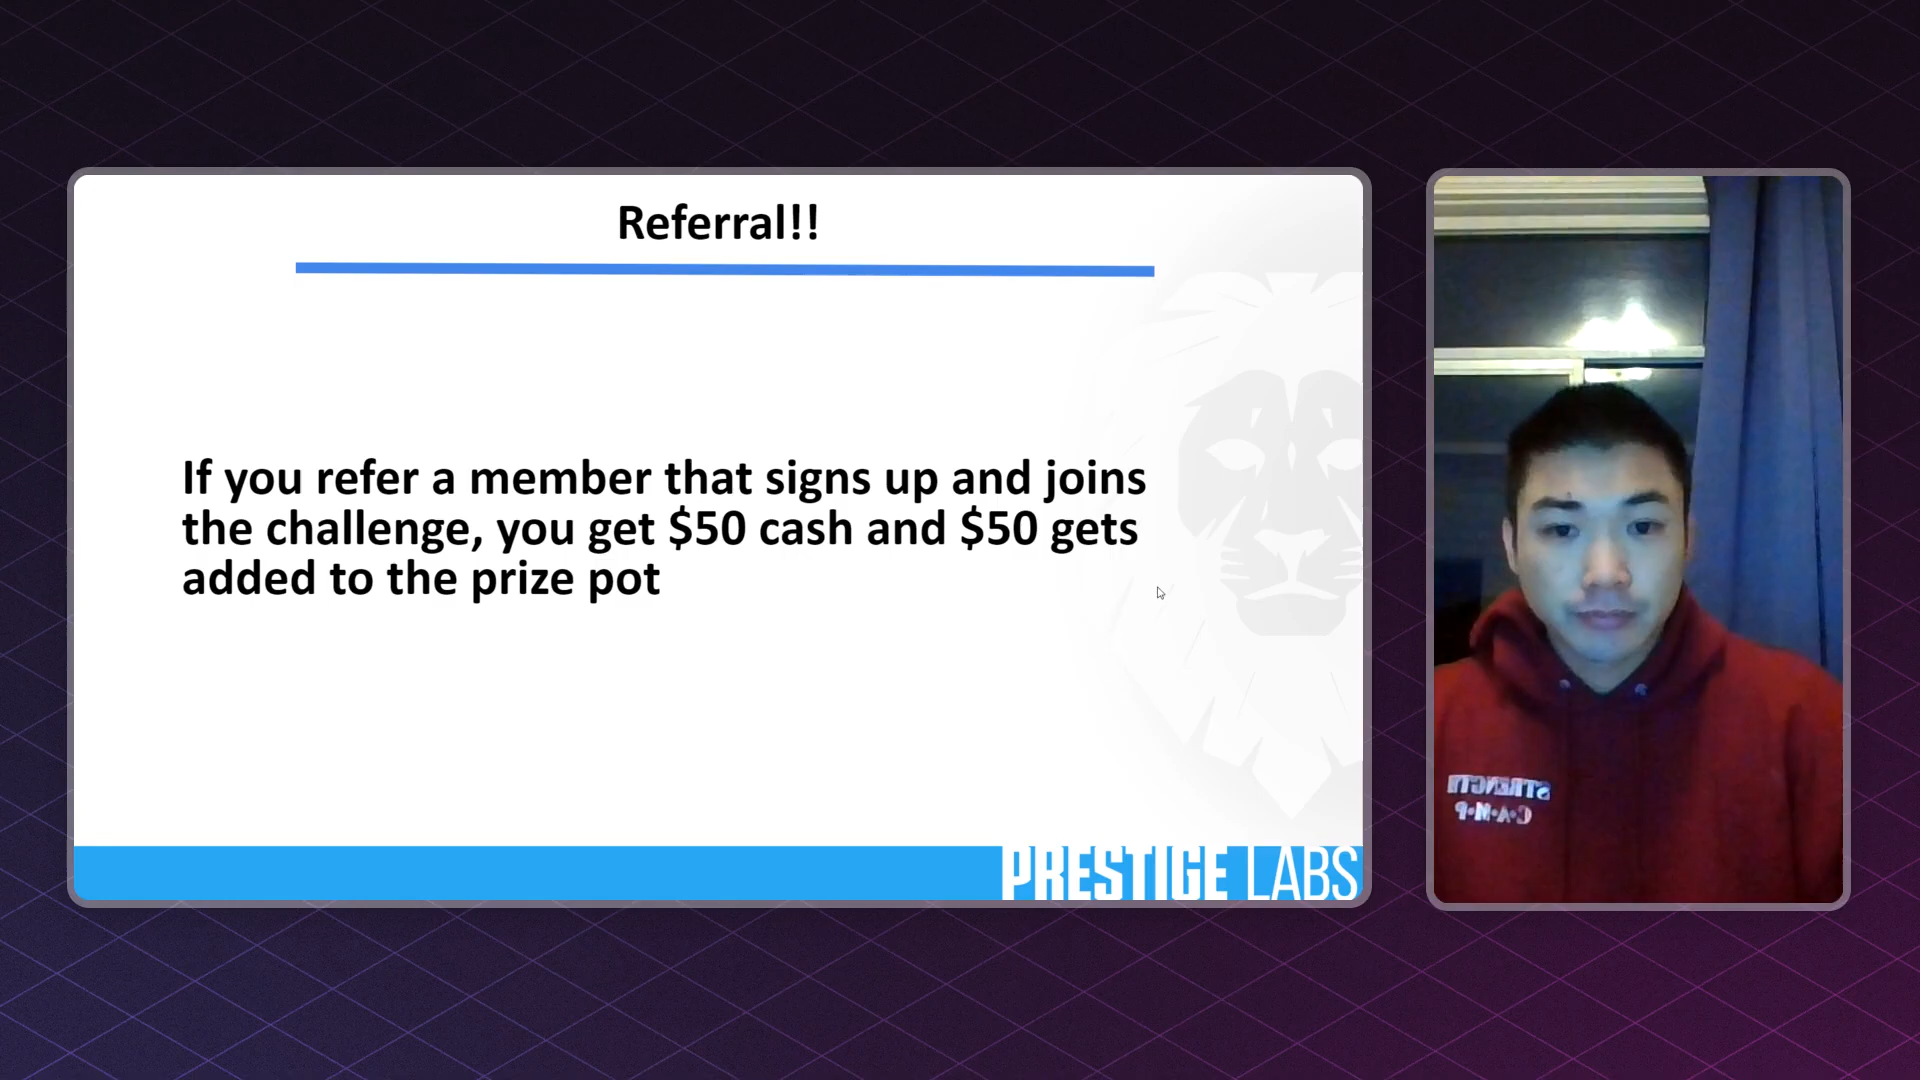 Referral!!
If you refer a member that signs up and joins
the challenge, you get $50 cash and $50 gets
added to the prize pot
PRESTIGE LABS
STRENGTH
C·A·M·P